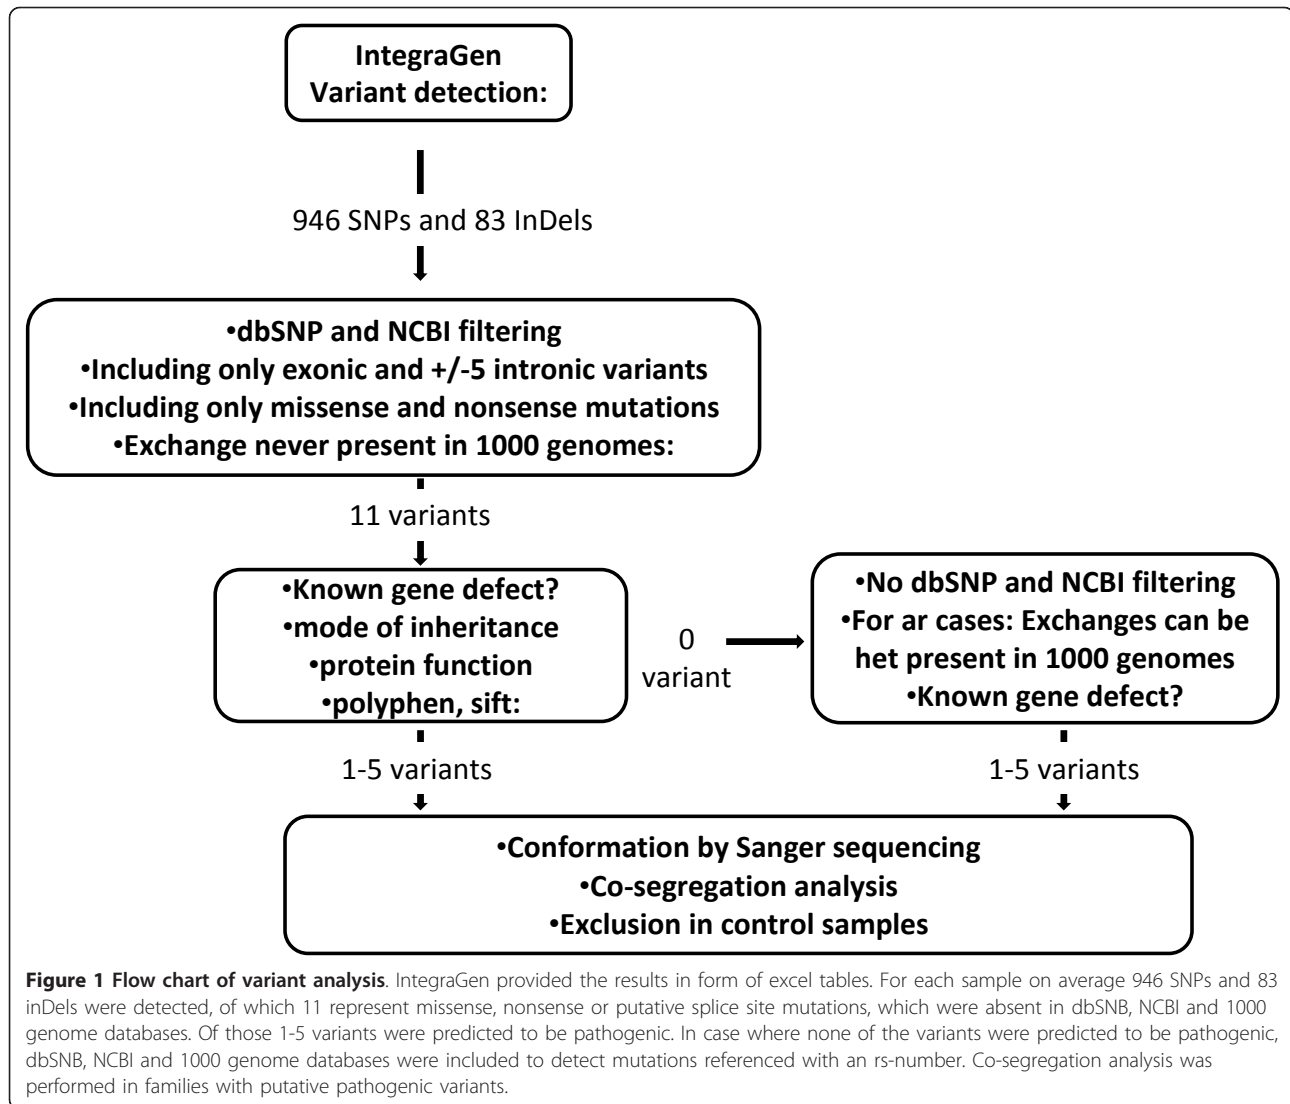 IntegraGen
Variant detection:
946 SNPs and 83 InDels
•dbSNP and NCBI filtering
•Including only exonic and +/-5 intronic variants
•Including only missense and nonsense mutations
•Exchange never present in 1000 genomes:
11 variants
•Known gene defect?
•mode of inheritance
•protein function
•polyphen, sift:
0
variant
•No dbSNP and NCBI filtering
•For ar cases: Exchanges can be
het present in 1000 genomes
•Known gene defect?
1-5 variants
1-5 variants
•Conformation by Sanger sequencing
•Co-segregation analysis
•Exclusion in control samples
Figure 1 Flow chart of variant analysis. IntegraGen provided the results in form of excel tables. For each sample on average 946 SNPs and 83
inDels were detected, of which 11 represent missense, nonsense or putative splice site mutations, which were absent in dbSNB, NCBI and 1000
genome databases. Of those 1-5 variants were predicted to be pathogenic. In case where none of the variants were predicted to be pathogenic,
dbSNB, NCBI and 1000 genome databases were included to detect mutations referenced with an rs-number. Co-segregation analysis was
performed in families with putative pathogenic variants.